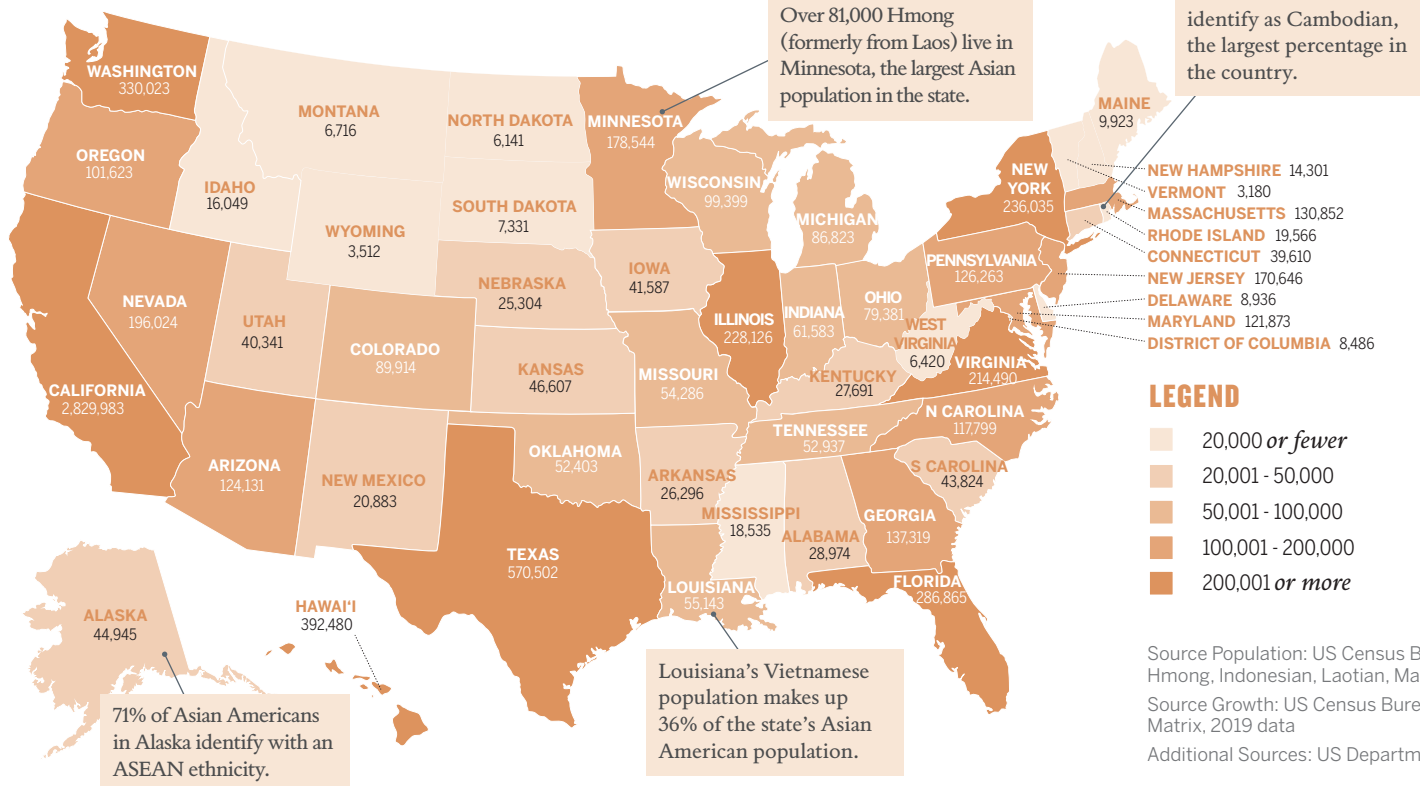 Over 81,000 Hmong
(formerly from Laos) live in
Minnesota, the largest Asian
population in the state.
identify as Cambodian,
the largest percentage in
the country.
WASHINGTON
330,023
MONTANA
6,716
NORTH DAKOTA
6,141
MINNESOTA
178,544
MAINE
9,923
OREGON
101,623
IDAHO
16,049
WISCONSIN
99,399
NEW
YORK
236,035
NEW HAMPSHIRE 14,301
VERMONT 3,180
MASSACHUSETTS 130,852
RHODE ISLAND 19,566
CONNECTICUT 39,610
NEW JERSEY 170,646
DELAWARE 8,936
MARYLAND 121,873
DISTRICT OF COLUMBIA 8,486
SOUTH DAKOTA
7,331
MICHIGAN
86,823
WYOMING
3,512
PENNSYLVANIA
126,263
NEBRASKA
25,304
IOWA
41,587
NEVADA
196,024
UTAH
40,341
ILLINOIS
228,126
INDIANA
61,583
OHIO
79,381
WEST
VIRGINIA
6,420
COLORADO
89,914
KANSAS
46,607
MISSOURI
54,286
KENTUCKY
27,691
VIRGINIA
214,490
CALIFORNIA
2,829,983
TENNESSEE
52,937
N CAROLINA
117,799
ARIZONA
124,131
NEW MEXICO
20,883
OKLAHOMA
52,403
ARKANSAS
26,296
S CAROLINA
43,824
MISSISSIPPI
18,535
ALABAMA
28,974
GEORGIA
137,319
TEXAS
570,502
LOUISIANA
55,143
FLORIDA
286,865
ALASKA
44,945
HAWAI'I
392,480
71% of Asian Americans
in Alaska identify with an
ASEAN ethnicity.
Louisiana's Vietnamese
population makes up
36% of the state's Asian
American population.
LEGEND
20,000 or fewer
20,001 - 50,000
50,001 - 100,000
100,001 - 200,000
200,001 or more
Source Population: US Census B
Hmong, Indonesian, Laotian, Ma
Source Growth: US Census Bure
Matrix, 2019 data
Additional Sources: US Departm